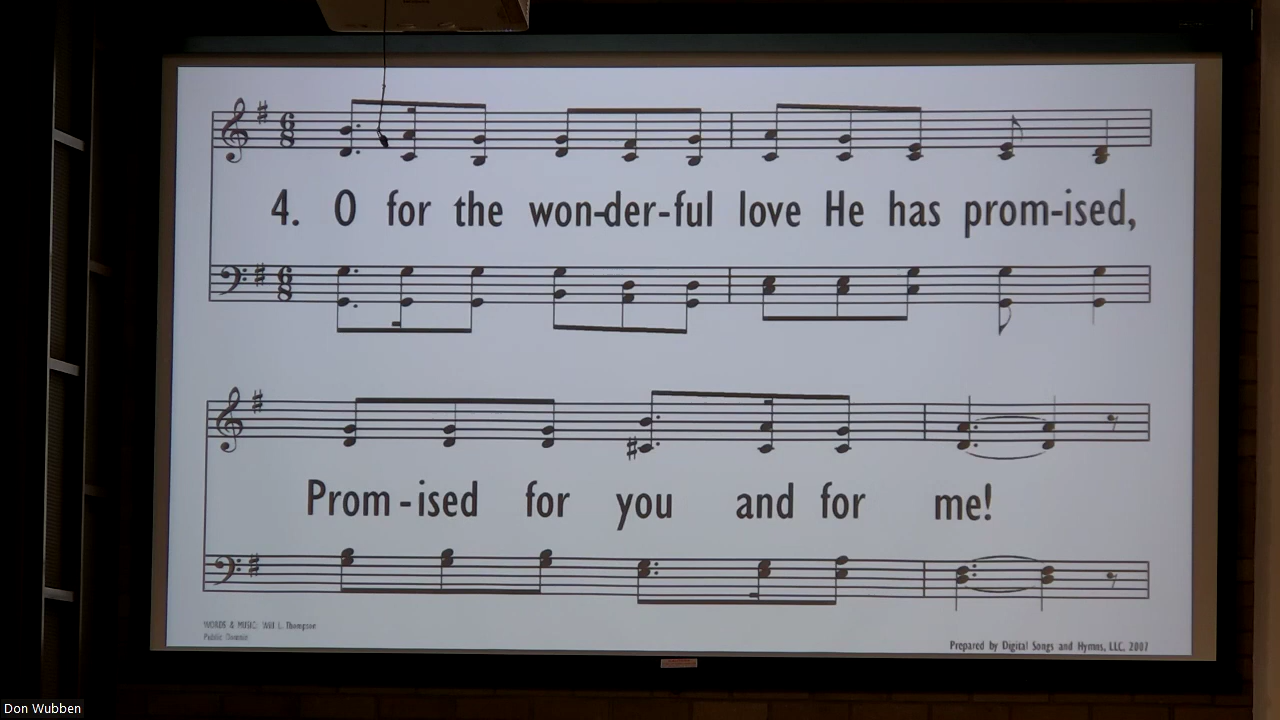 4. O for the won-der-ful love He has prom-ised,
Prom-ised for you and for me!
WORDS & MUSIC: Will L. Thompson
Public Domain
Prepared by Digital Songs and Hymns, LLC, 2007
Don Wubben